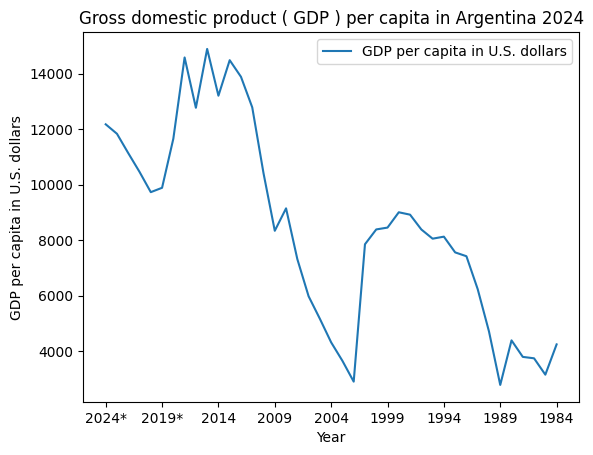 Gross domestic product ( GDP ) per capita in Argentina 2024
GDP per capita in U.S. dollars
GDP per capita in U.S. dollars
14000
12000
10000
8000
6000
4000
2024* 2019* 2014 2009 2004 1999 1994 1989 1984
Year